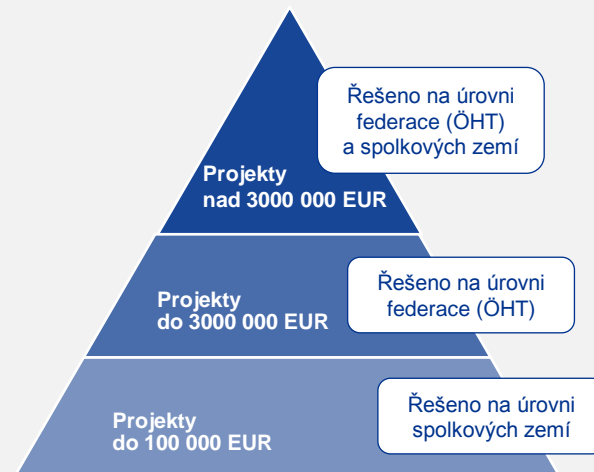 Řešeno na úrovni
federace (ÖHT)
a spolkových zemí
Projekty
nad 3000 000 EUR
Řešeno na úrovni
federace (ÖHT)
Projekty
do 3000 000 EUR
Řešeno na úrovni
spolkových zemí
Projekty
do 100 000 EUR